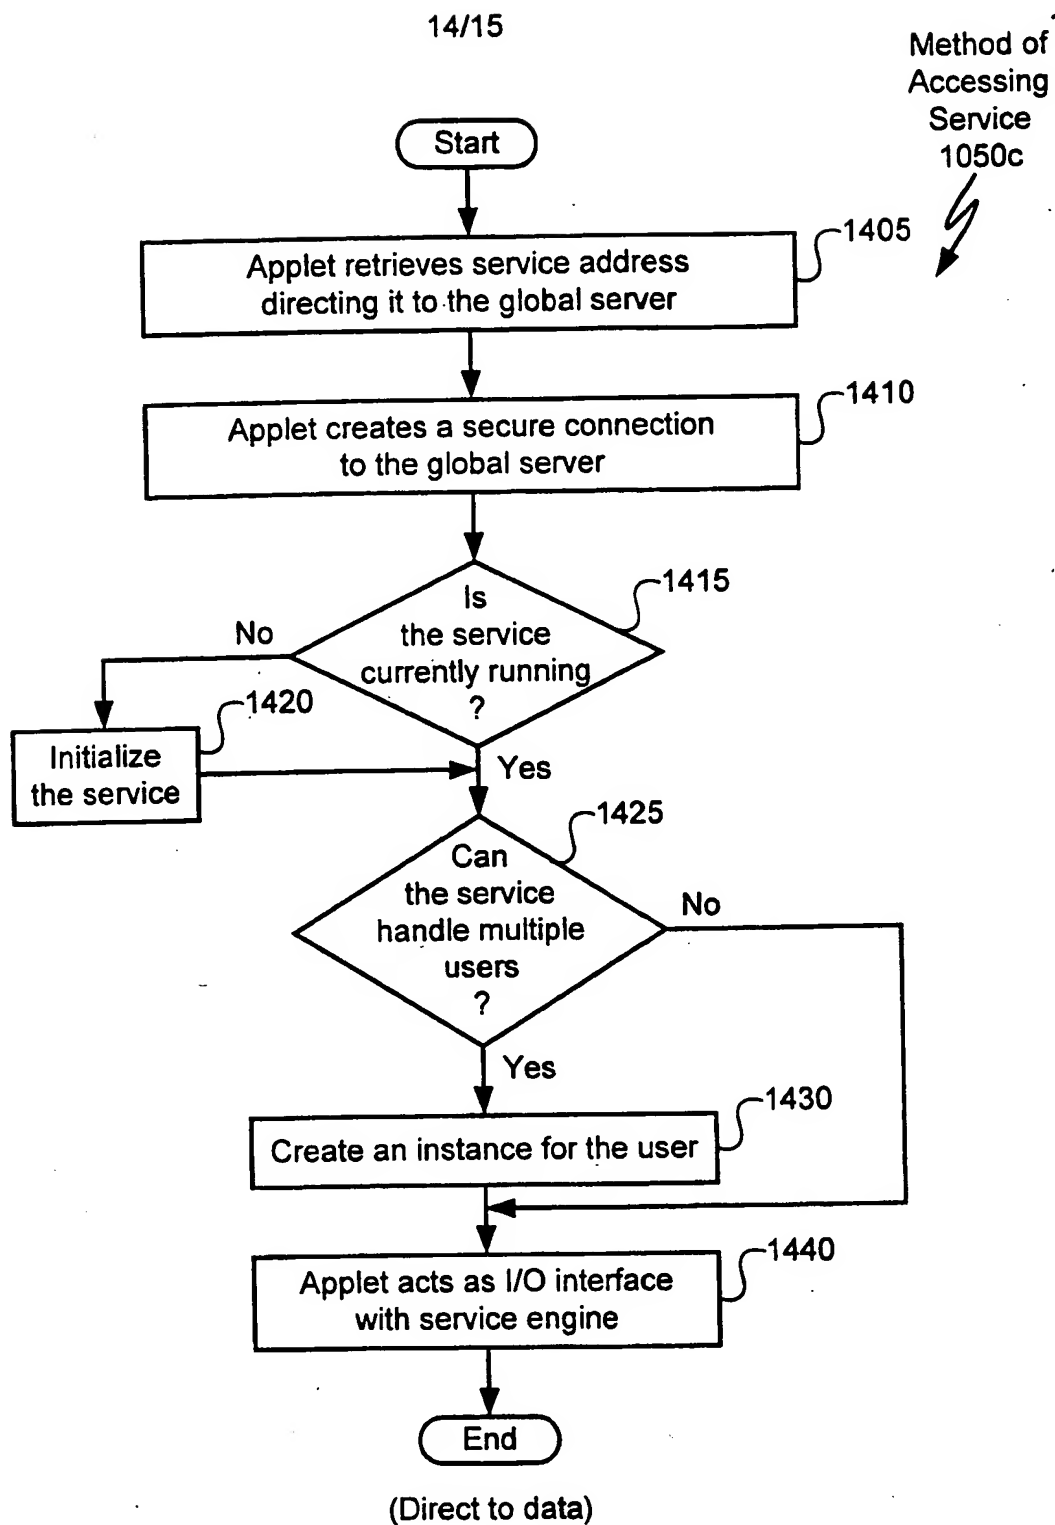 14/15
Method of
Accessing
Service
1050c
Start
1405
Applet retrieves service address
directing it to the global server
1410
Applet creates a secure connection
to the global server
1415
Is
the service
currently running
?
No
1420
Initialize
the service
Yes
1425
Can
the service
handle multiple
users
?
No
Yes
1430
Create an instance for the user
1440
Applet acts as I/O interface
with service engine
End
(Direct to data)